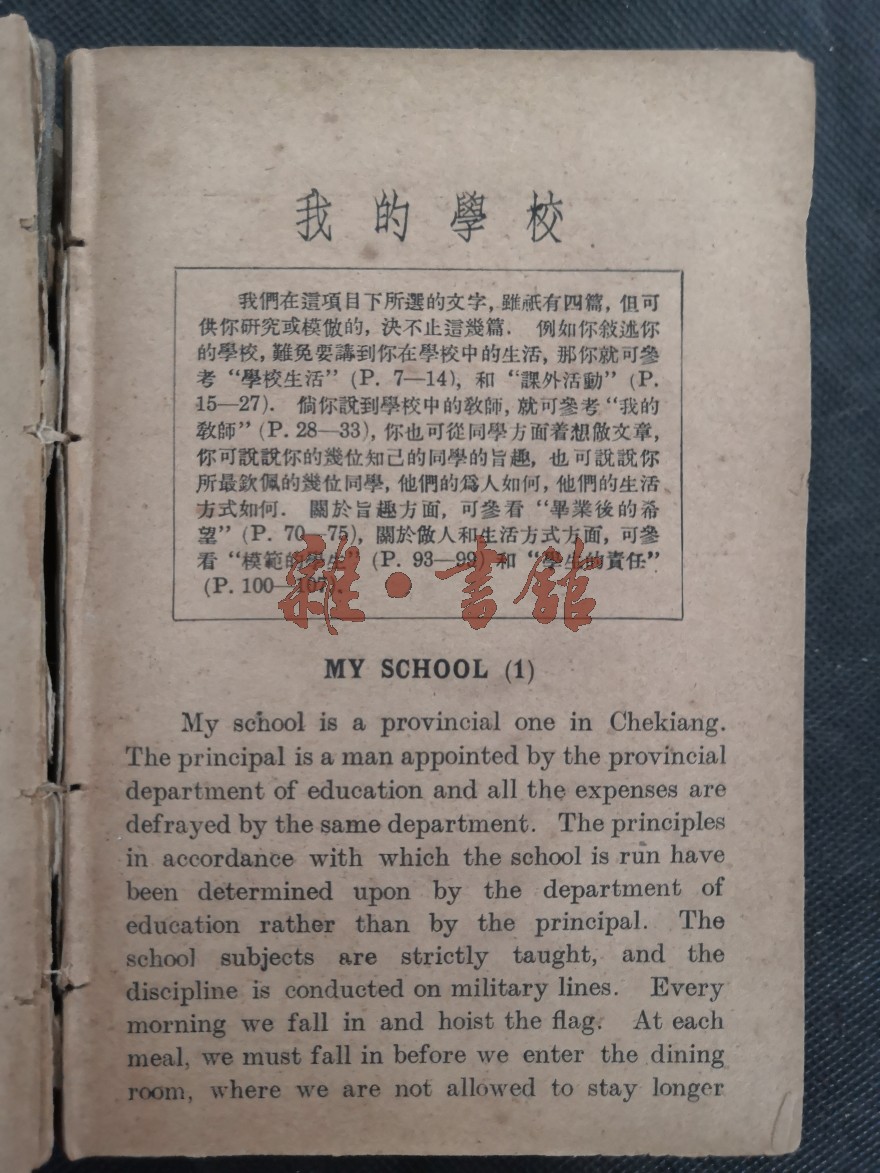 我的學校
我們在這項目下所選的文字, 雖祇有四篇, 但可
供你研究或模倣的, 決不止這幾篇. 例如你敍述你
的學校, 難免要講到你在學校中的生活, 那你就可參
考 “學校生活” (P. 7—14), 和 “課外活動” (P.
15—27). 倘你說到學校中的教師, 就可參考 “我的
教師” (P. 28—33), 你也可從同學方面着想做文章,
你可說說你的幾位知己的同學的旨趣, 也可說說你
所最欽佩的幾位同學, 他們的爲人如何, 他們的生活
方式如何. 關於旨趣方面, 可參看 “畢業後的希
望” (P. 70—75), 關於做人和生活方式方面, 可參
看 “模範的學生” (P. 93—99) 和 “學生的責任”
(P. 100—107).
雜·書館
MY SCHOOL (1)
My school is a provincial one in Chekiang.
The principal is a man appointed by the provincial
department of education and all the expenses are
defrayed by the same department. The principles
in accordance with which the school is run have
been determined upon by the department of
education rather than by the principal. The
school subjects are strictly taught, and the
discipline is conducted on military lines. Every
morning we fall in and hoist the flag. At each
meal, we must fall in before we enter the dining
room, where we are not allowed to stay longer